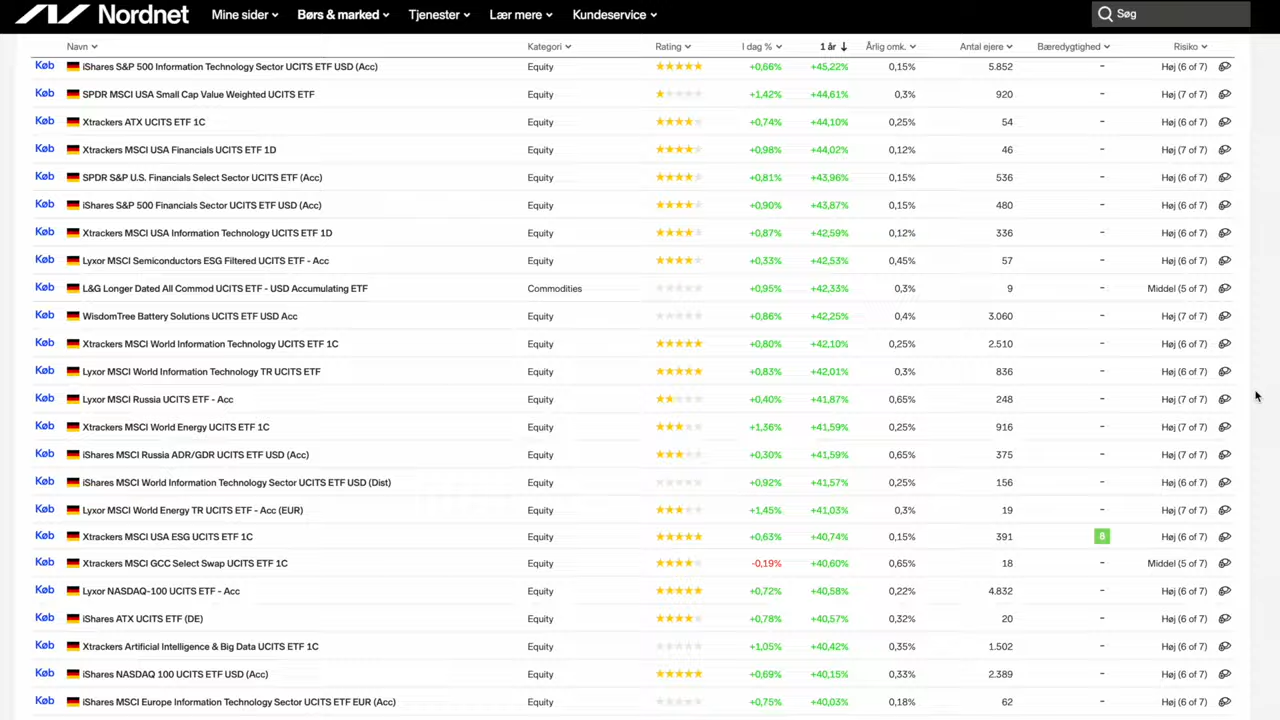 Nordnet Mine sider Børs & marked Tjenester Lær mere Kundeservice Søg
Navn Kategori Rating I dag % 1 år Årlig omk. Antal ejere Bæredygtighed Risiko
Køb iShares S&P 500 Information Technology Sector UCITS ETF USD (Acc) Equity +0,66% +45,22% 0,15% 5.852 - Høj (6 of 7)
Køb SPDR MSCI USA Small Cap Value Weighted UCITS ETF Equity +1,42% +44,61% 0,3% 920 - Høj (7 of 7)
Køb Xtrackers ATX UCITS ETF 1C Equity +0,74% +44,10% 0,25% 54 - Høj (6 of 7)
Køb Xtrackers MSCI USA Financials UCITS ETF 1D Equity +0,98% +44,02% 0,12% 46 - Høj (7 of 7)
Køb SPDR S&P U.S. Financials Select Sector UCITS ETF (Acc) Equity +0,81% +43,96% 0,15% 536 - Høj (6 of 7)
Køb iShares S&P 500 Financials Sector UCITS ETF USD (Acc) Equity +0,90% +43,87% 0,15% 480 - Høj (6 of 7)
Køb Xtrackers MSCI USA Information Technology UCITS ETF 1D Equity +0,87% +42,59% 0,12% 336 - Høj (6 of 7)
Køb Lyxor MSCI Semiconductors ESG Filtered UCITS ETF - Acc Equity +0,33% +42,53% 0,45% 57 - Høj (6 of 7)
Køb L&G Longer Dated All Commod UCITS ETF - USD Accumulating ETF Commodities +0,95% +42,33% 0,3% 9 - Middel (5 of 7)
Køb WisdomTree Battery Solutions UCITS ETF USD Acc Equity +0,86% +42,25% 0,4% 3.060 - Høj (7 of 7)
Køb Xtrackers MSCI World Information Technology UCITS ETF 1C Equity +0,80% +42,10% 0,25% 2.510 - Høj (6 of 7)
Køb Lyxor MSCI World Information Technology TR UCITS ETF Equity +0,83% +42,01% 0,3% 836 - Høj (6 of 7)
Køb Lyxor MSCI Russia UCITS ETF - Acc Equity +0,40% +41,87% 0,65% 248 - Høj (7 of 7)
Køb Xtrackers MSCI World Energy UCITS ETF 1C Equity +1,36% +41,59% 0,25% 916 - Høj (7 of 7)
Køb iShares MSCI Russia ADR/GDR UCITS ETF USD (Acc) Equity +0,30% +41,59% 0,65% 375 - Høj (7 of 7)
Køb iShares MSCI World Information Technology Sector UCITS ETF USD (Dist) Equity +0,92% +41,57% 0,25% 156 - Høj (6 of 7)
Køb Lyxor MSCI World Energy TR UCITS ETF - Acc (EUR) Equity +1,45% +41,03% 0,3% 19 - Høj (7 of 7)
Køb Xtrackers MSCI USA ESG UCITS ETF 1C Equity +0,63% +40,74% 0,15% 391 Høj (6 of 7)
Køb Xtrackers MSCI GCC Select Swap UCITS ETF 1C Equity -0,19% +40,60% 0,65% 18 - Middel (5 of 7)
Køb Lyxor NASDAQ-100 UCITS ETF - Acc Equity +0,72% +40,58% 0,22% 4.832 - Høj (6 of 7)
Køb iShares ATX UCITS ETF (DE) Equity +0,78% +40,57% 0,32% 20 - Høj (6 of 7)
Køb Xtrackers Artificial Intelligence & Big Data UCITS ETF 1C Equity +1,05% +40,42% 0,35% 1.502 - Høj (6 of 7)
Køb iShares NASDAQ 100 UCITS ETF USD (Acc) Equity +0,69% +40,15% 0,33% 2.389 - Høj (6 of 7)
Køb iShares MSCI Europe Information Technology Sector UCITS ETF EUR (Acc) Equity +0,75% +40,03% 0,18% 62 - Høj (6 of 7)